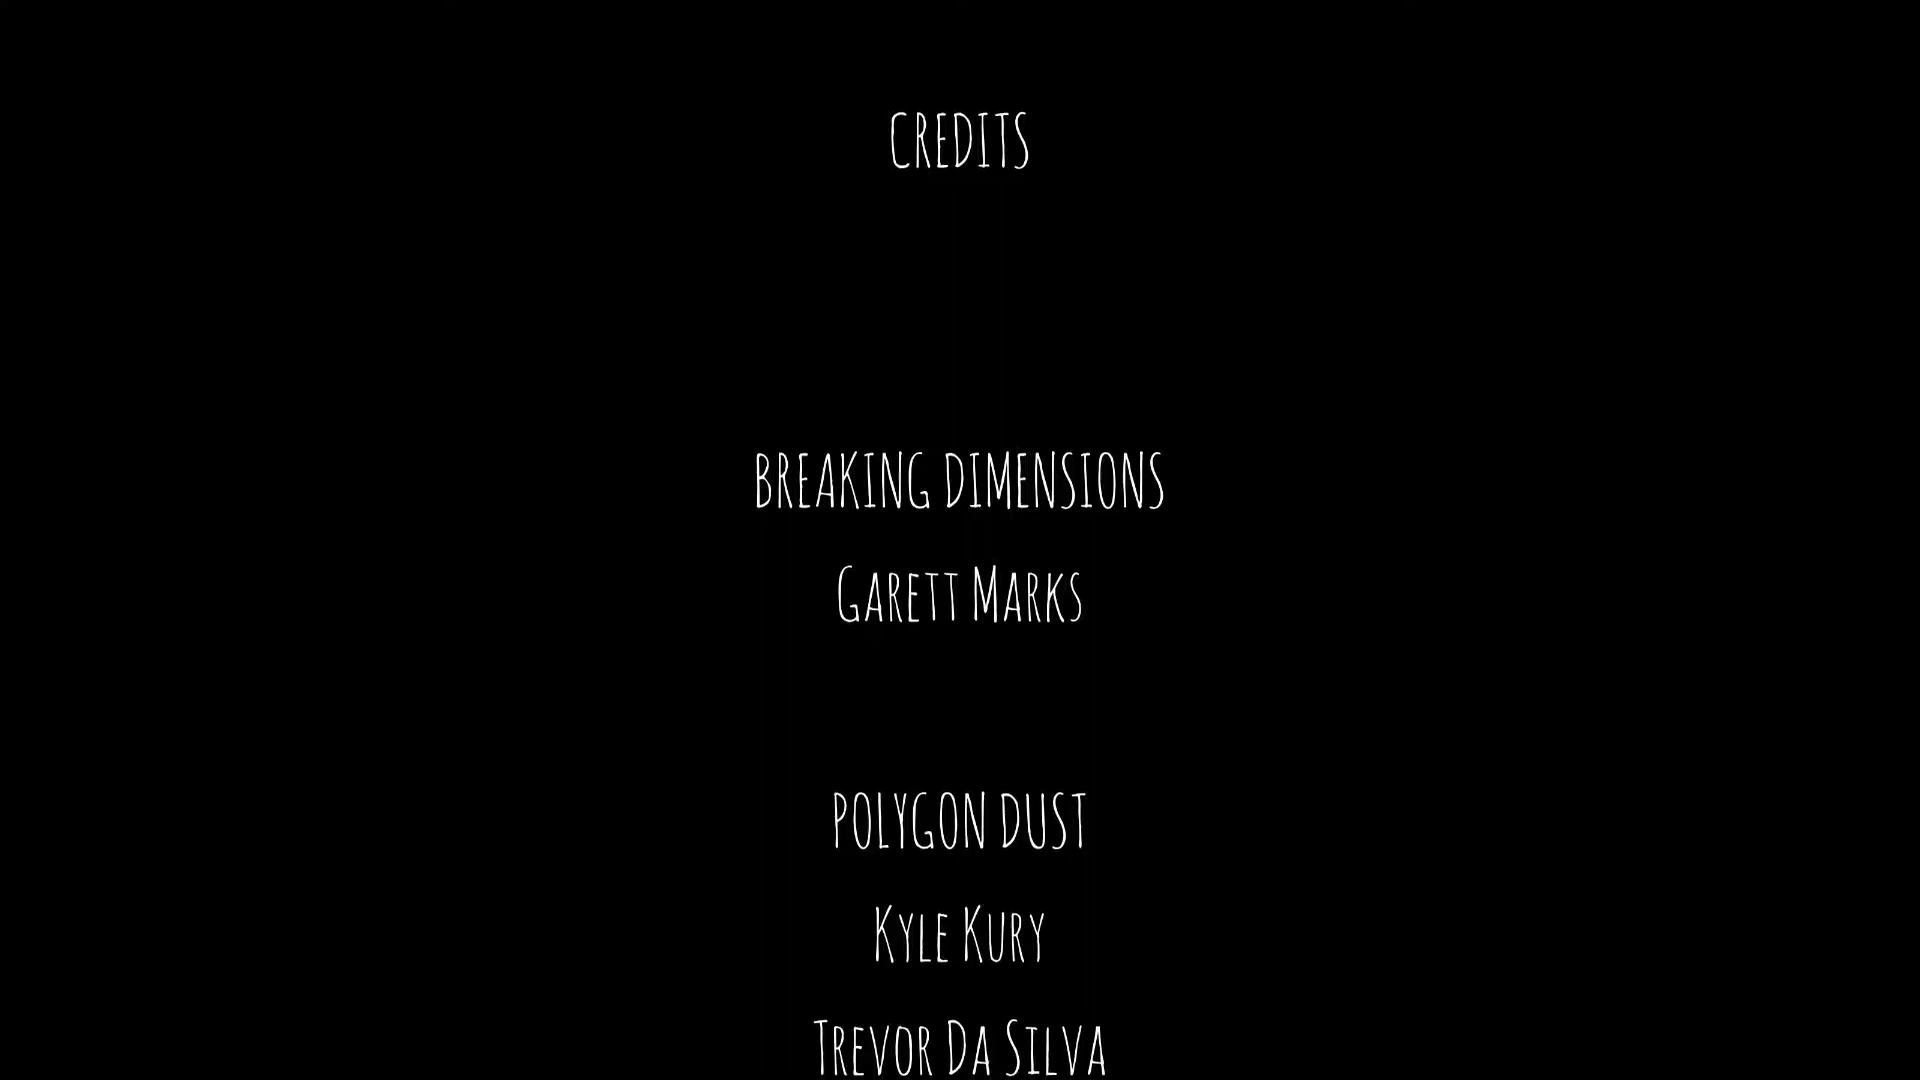 CREDITS
BREAKING DIMENSIONS
Garett Marks
POLYGON DUST
Kyle Kury
Trevor Da Silva